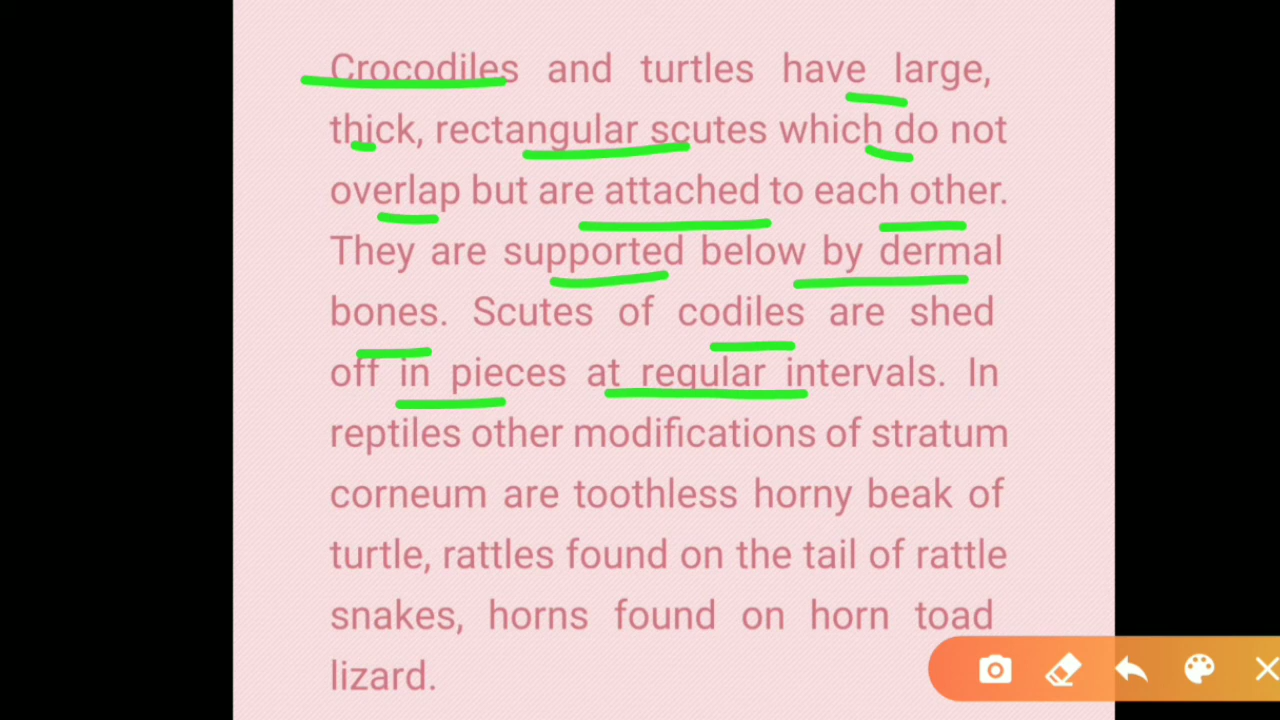 Crocodiles and turtles have large,
thick, rectangular scutes which do not
overlap but are attached to each other.
They are supported below by dermal
bones. Scutes of codiles are shed
off in pieces at regular intervals. In
reptiles other modifications of stratum
corneum are toothless horny beak of
turtle, rattles found on the tail of rattle
snakes, horns found on horn toad
lizard.